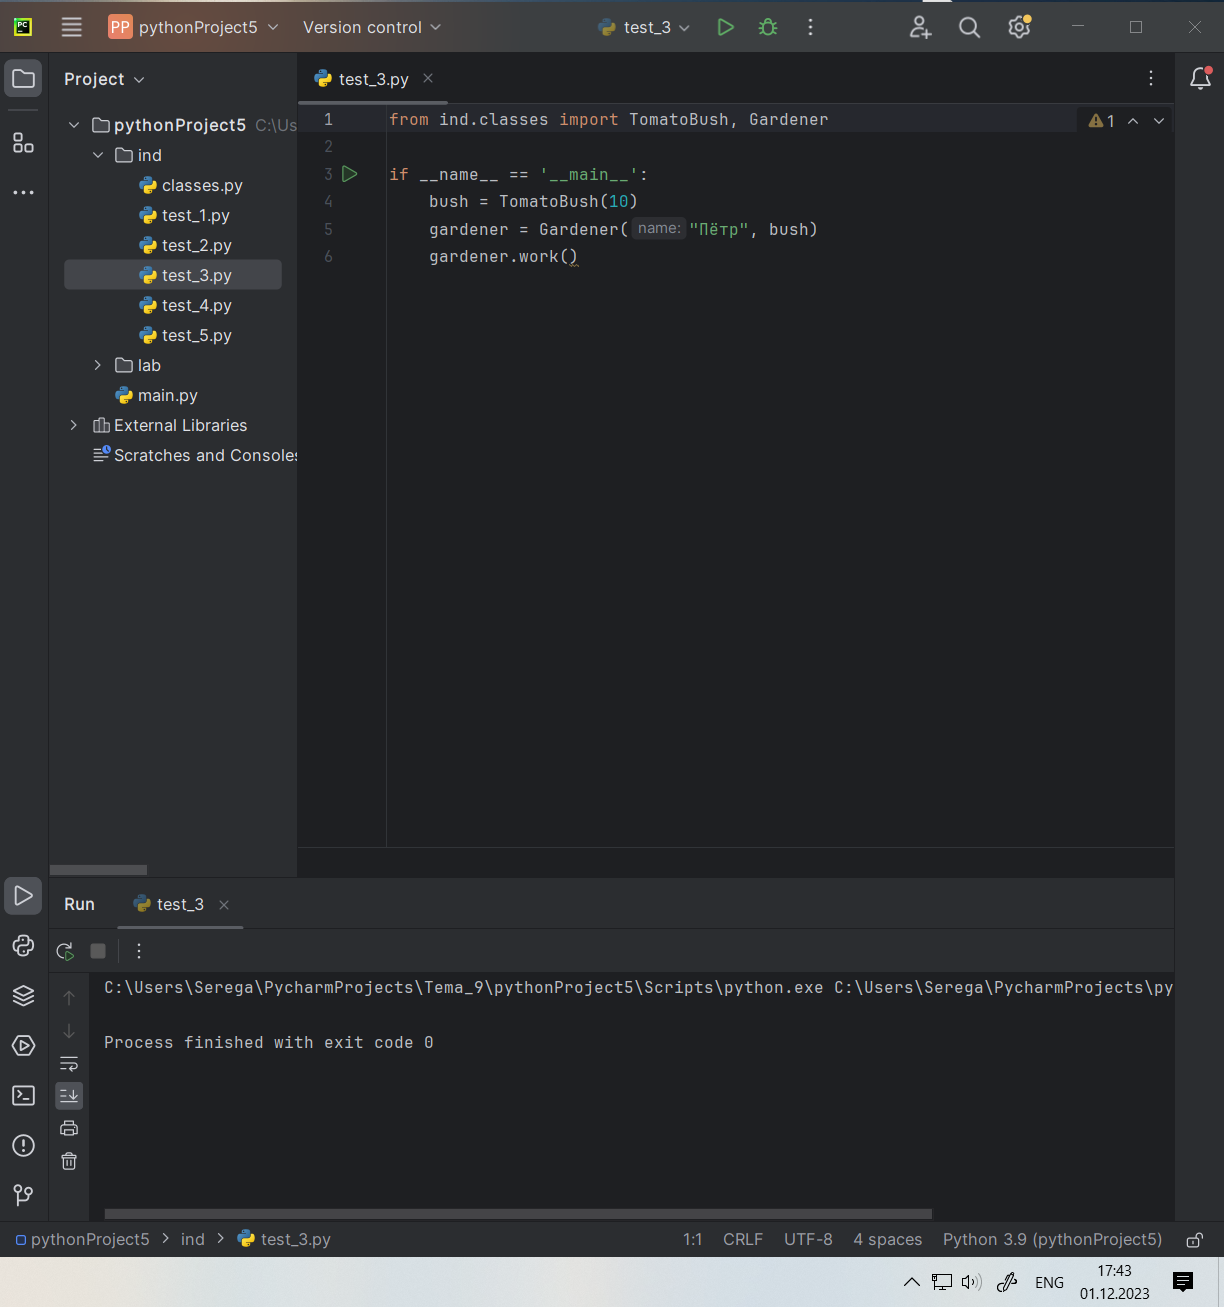 PC
PP pythonProject5 Version control test_3
Project
test_3.py
pythonProject5 C:\Us
ind
classes.py
test_1.py
test_2.py
test_3.py
test_4.py
test_5.py
lab
main.py
External Libraries
Scratches and Consoles
1 from ind.classes import TomatoBush, Gardener
1
2
3 if __name__ == '__main__':
4 bush = TomatoBush(10)
5 gardener = Gardener( name: "Пётр", bush)
6 gardener.work()
Run test_3
C:\Users\Serega\PycharmProjects\Tema_9\pythonProject5\Scripts\python.exe C:\Users\Serega\PycharmProjects\py
Process finished with exit code 0
pythonProject5 > ind > test_3.py 1:1 CRLF UTF-8 4 spaces Python 3.9 (pythonProject5)
ENG
17:43
01.12.2023